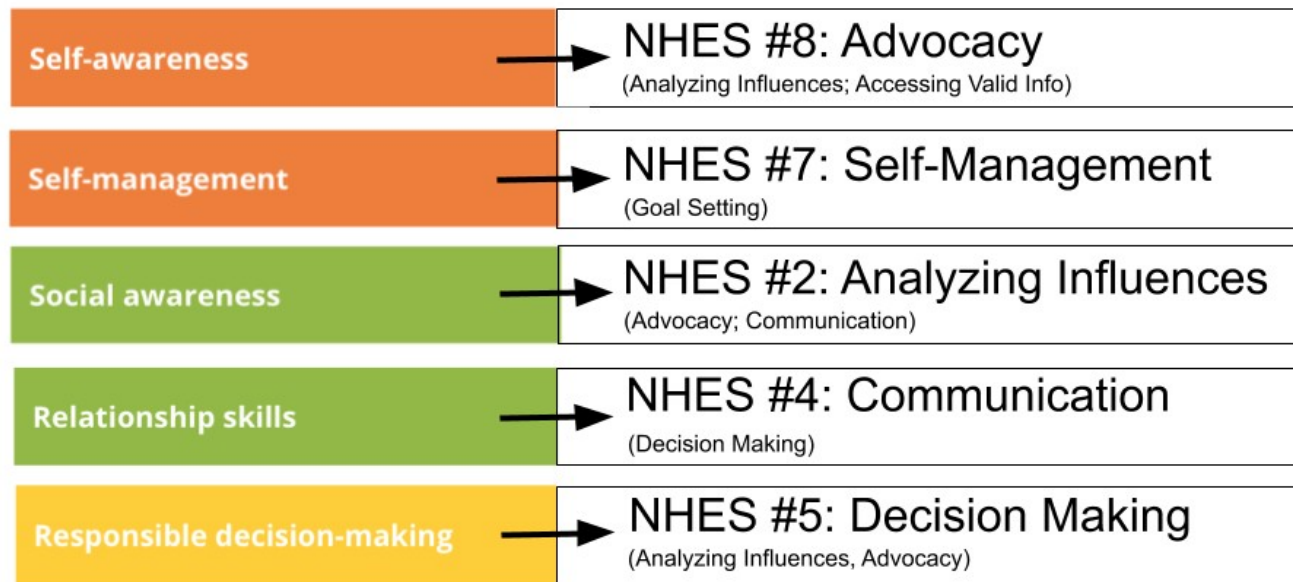 Self-awareness
NHES #8: Advocacy
(Analyzing Influences; Accessing Valid Info)
Self-management
NHES #7: Self-Management
(Goal Setting)
Social awareness
NHES #2: Analyzing Influences
(Advocacy; Communication)
Relationship skills
NHES #4: Communication
(Decision Making)
Responsible decision-making
NHES #5: Decision Making
(Analyzing Influences, Advocacy)